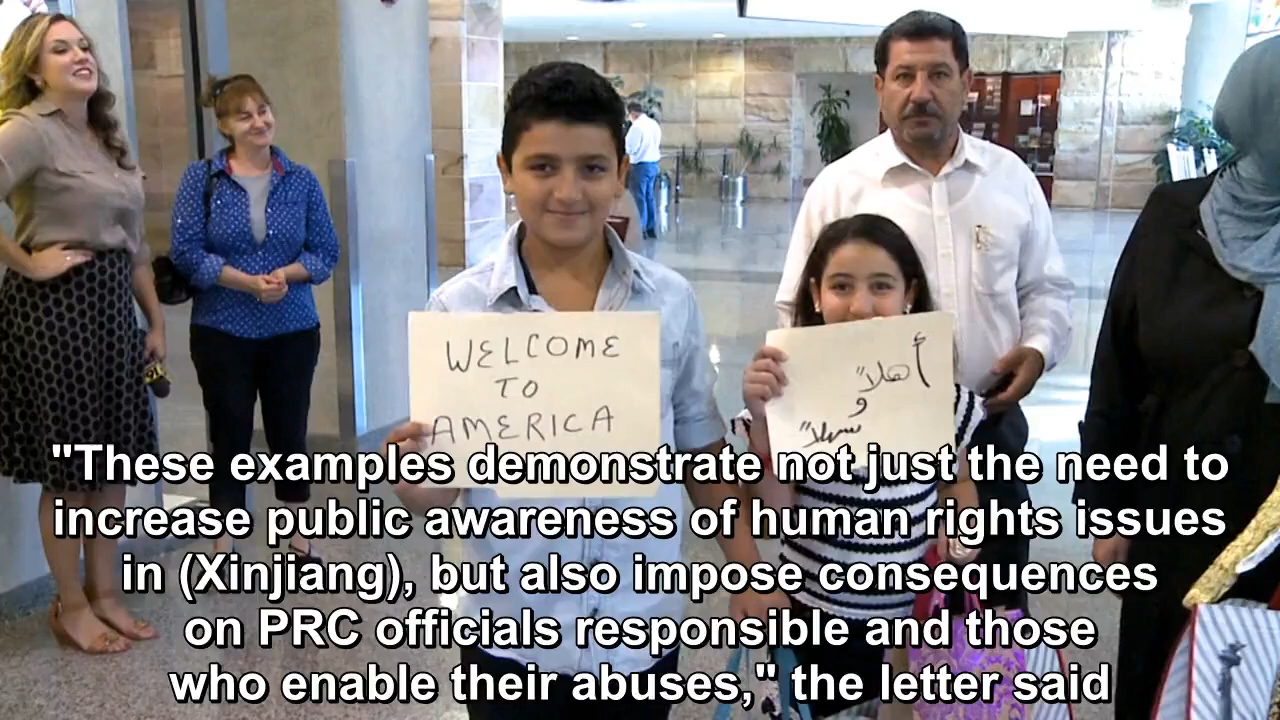 WELCOME
TO
AMERICA
أهلا"
و
سهلا"
"These examples demonstrate not just the need to
increase public awareness of human rights issues
in (Xinjiang), but also impose consequences
on PRC officials responsible and those
who enable their abuses," the letter said